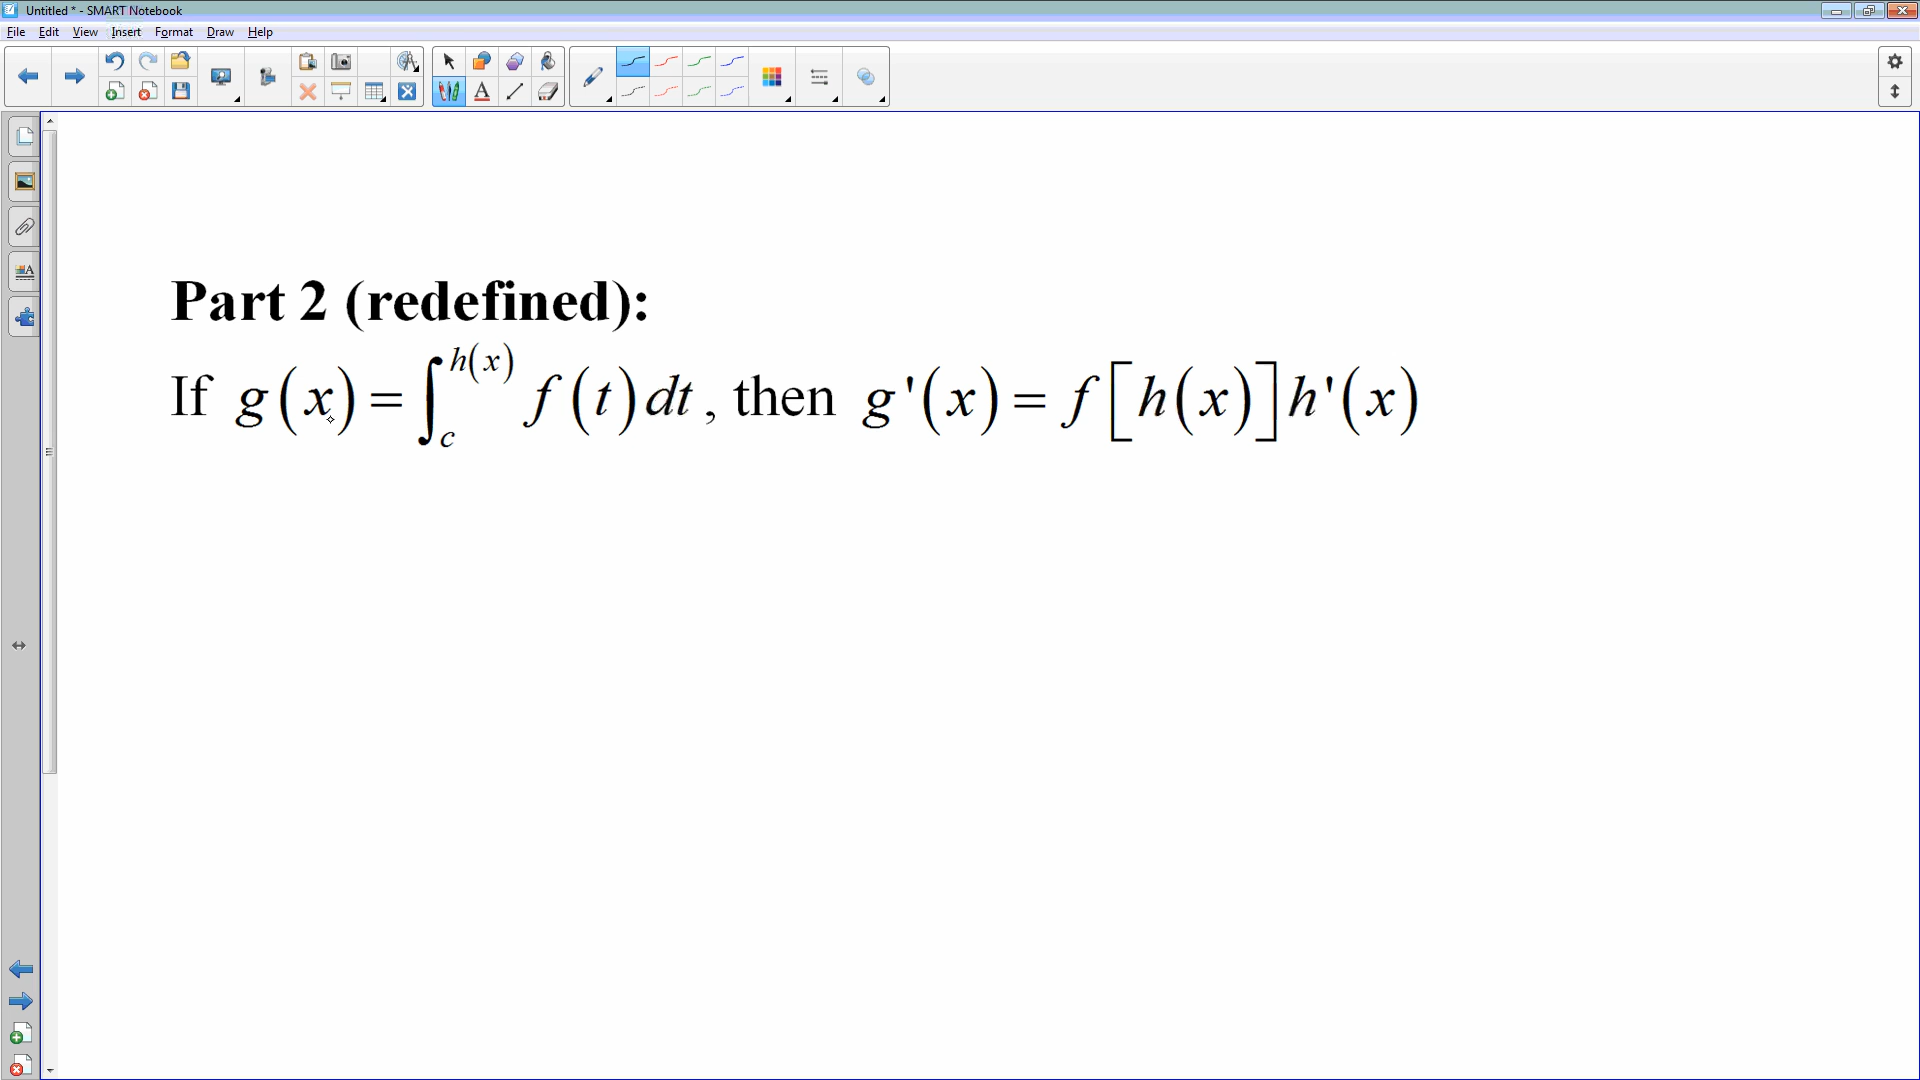 Untitled * - SMART Notebook
File Edit View Insert Format Draw Help
Part 2 (redefined):
If g(x) = ∫_c^{h(x)} f(t) dt , then g'(x) = f[h(x)]h'(x)